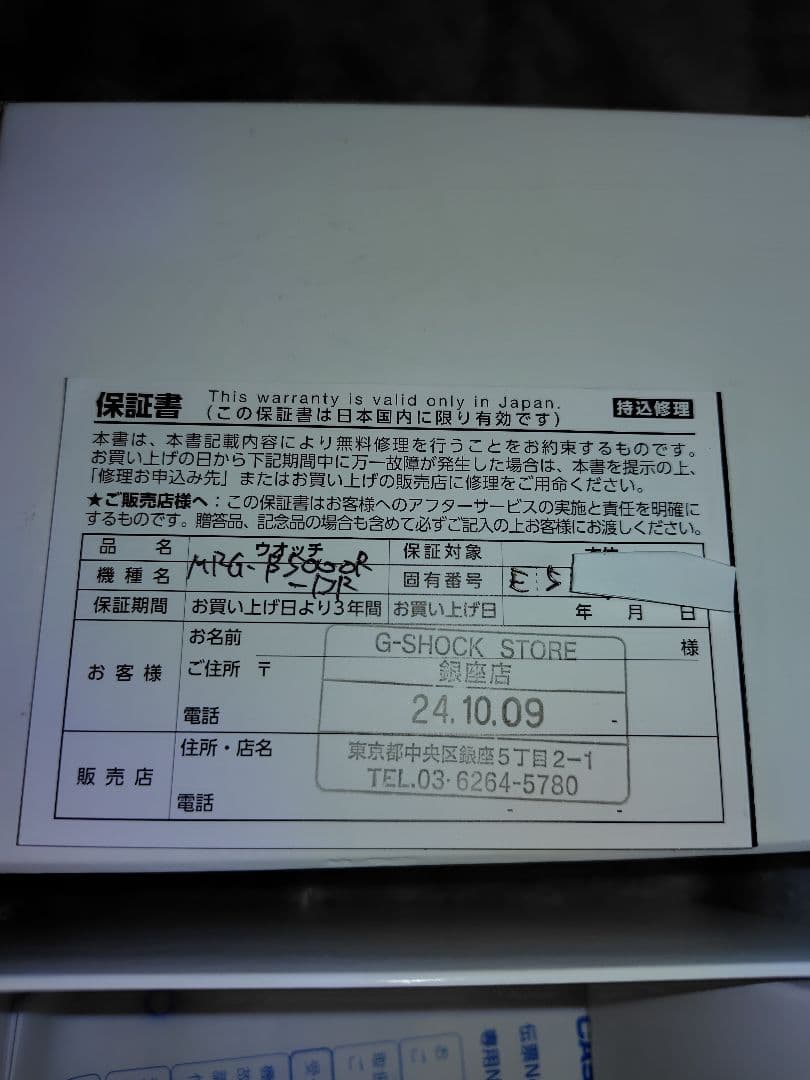 保証書 This warranty is valid only in Japan. 持込修理
(この保証書は日本国内に限り有効です)
本書は、本書記載内容により無料修理を行うことをお約束するものです。
お買い上げの日から下記期間中に万一故障が発生した場合は、本書を提示の上、
「修理お申込み先」またはお買い上げの販売店に修理をご用命ください。
★ご販売店様へ:この保証書はお客様へのアフターサービスの実施と責任を明確に
するものです。贈答品、記念品の場合も含めて必ずご記入の上お客様にお渡しください。
品名 ウオッチ 保証対象 本体
機種名 MRG-B5000R 固有番号 E:S
-1JR
保証期間 お買い上げ日より3年間 お買い上げ日 年 月 日
お客様 お名前 様
ご住所 〒
電話 -
G-SHOCK STORE
銀座店
24.10.09
東京都中央区銀座5丁目2-1
TEL.03-6264-5780
販売店 住所・店名
電話 - -
伝票N
専用N
CAS